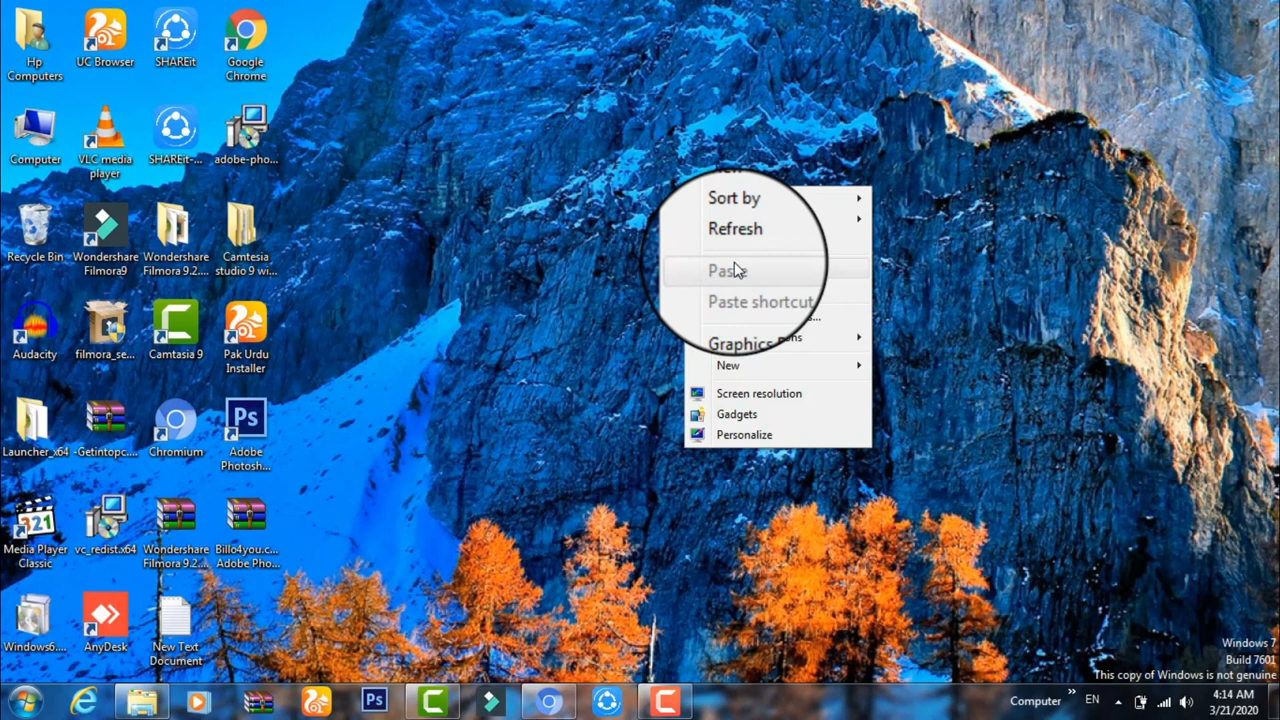 Hp
Computers
UC Browser
SHAREit
Google
Chrome
Computer
VLC media
player
SHAREit-...
adobe-pho...
Recycle Bin
Wondershare
Filmora9
Wondershare
Filmora 9.2....
Camtesia
studio 9 wi...
Audacity
filmora_se...
Camtasia 9
Pak Urdu
Installer
Launcher_x64
-Getintopc....
Chromium
Ps
Adobe
Photosh...
321
Media Player
Classic
vc_redist.x64
Wondershare
Filmora 9.2....
Billo4you.c...
Adobe Pho...
Windows6....
AnyDesk
New Text
Document
Sort by
Refresh
Paste
Paste shortcut
Graphics
New
Screen resolution
Gadgets
Personalize
Windows 7
Build 7601
This copy of Windows is not genuine
Ps
Computer
EN
4:14 AM
3/21/2020